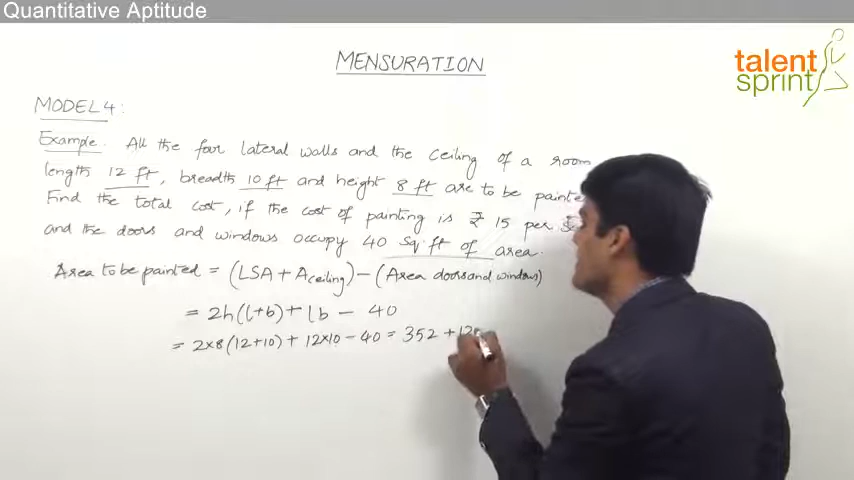 Quantitative Aptitude
talent
sprint
MENSURATION
MODEL 4:
Example. All the four lateral walls and the ceiling of a room
length 12 ft, breadth 10 ft and height 8 ft are to be painte
Find the total cost, if the cost of painting is ₹ 15 per
and the doors and windows occupy 40 sq. ft of area.
Area to be painted = (LSA + A ceiling) - (Area doors and windows)
= 2h(l+b) + lb - 40
= 2×8(12+10) + 12×10 - 40 = 352 + 12